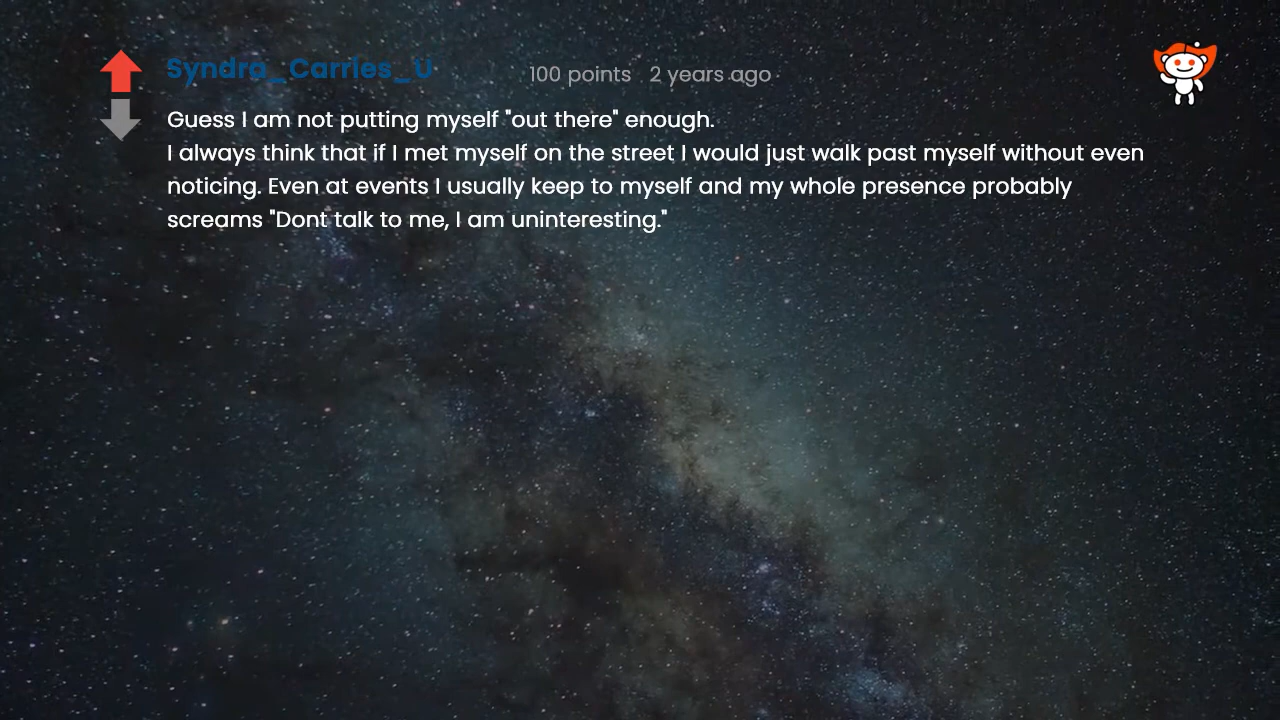 Syndra_Carries_U 100 points 2 years ago
Guess I am not putting myself "out there" enough.
I always think that if I met myself on the street I would just walk past myself without even
noticing. Even at events I usually keep to myself and my whole presence probably
screams "Dont talk to me, I am uninteresting."